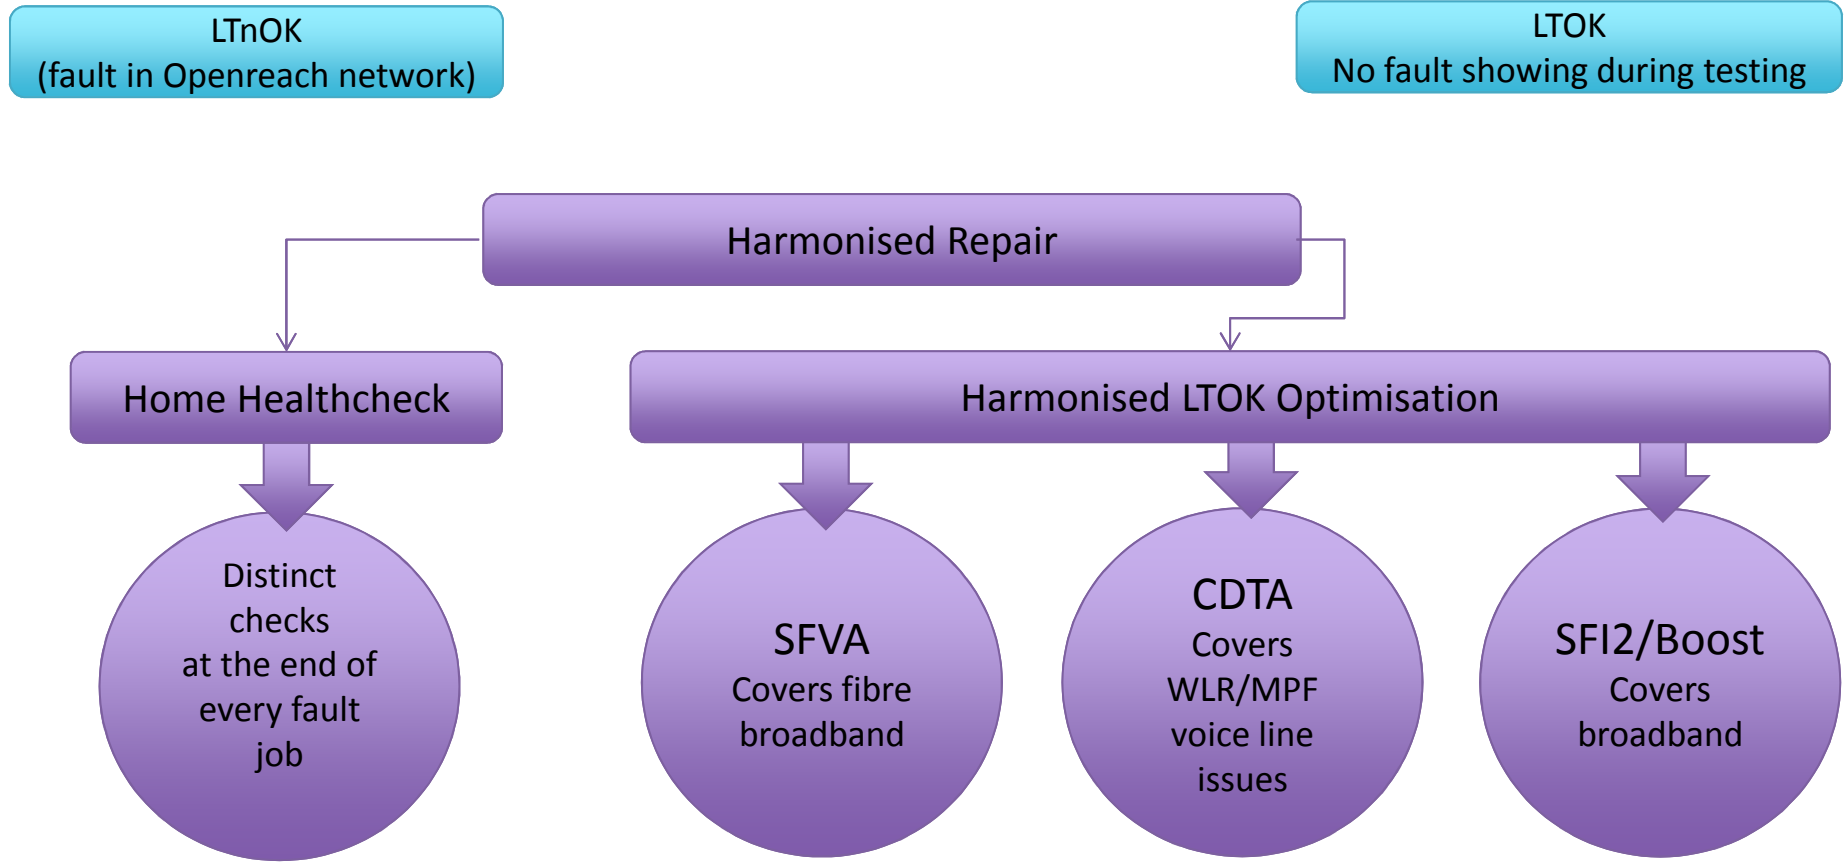 LTnOK
(fault in Openreach network)
LTOK
No fault showing during testing
Harmonised Repair
Home Healthcheck
Harmonised LTOK Optimisation
Distinct
checks
at the end of
every fault
job
SFVA
Covers fibre
broadband
CDTA
Covers
WLR/MPF
voice line
issues
SFI2/Boost
Covers
broadband